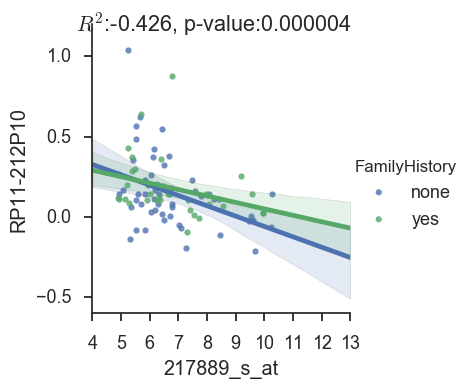 R²:-0.426, p-value:0.000004
1.0
0.5
0.0
−0.5
RP11-212P10
4 5 6 7 8 9 10 11 12 13
217889_s_at
FamilyHistory
none
yes